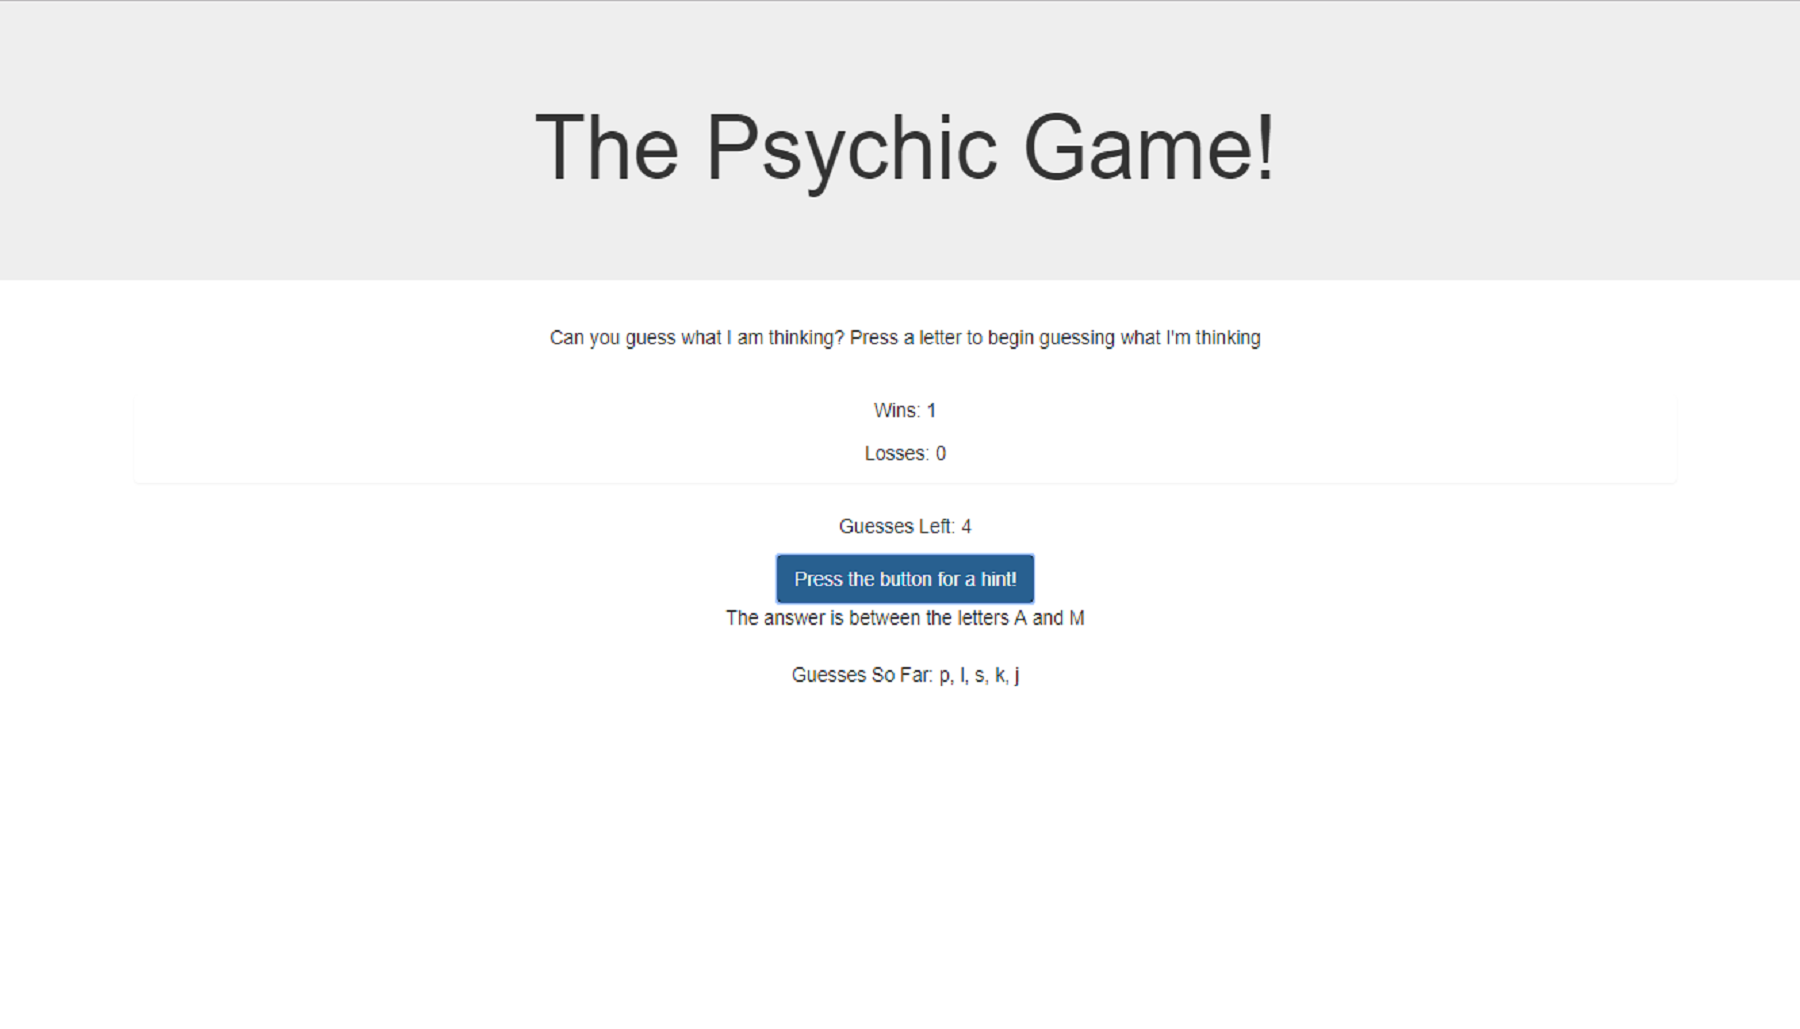 The Psychic Game!
Can you guess what I am thinking? Press a letter to begin guessing what I'm thinking
Wins: 1
Losses: 0
Guesses Left: 4
Press the button for a hint!
The answer is between the letters A and M
Guesses So Far: p, l, s, k, j